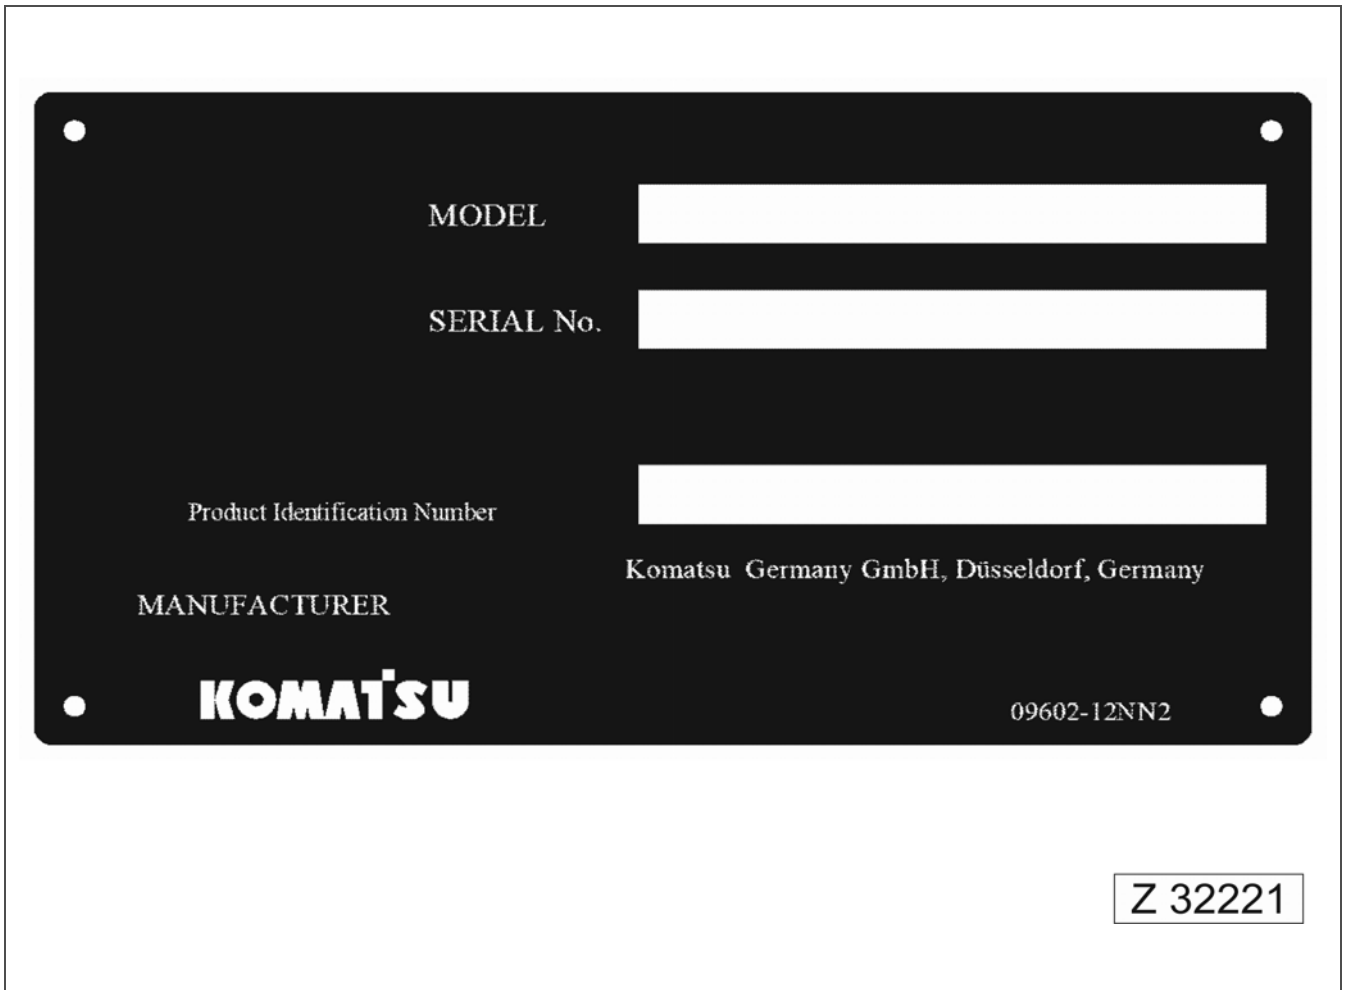 MODEL
SERIAL No.
Product Identification Number
Komatsu Germany GmbH, Düsseldorf, Germany
MANUFACTURER
KOMATSU
09602-12NN2
Z 32221